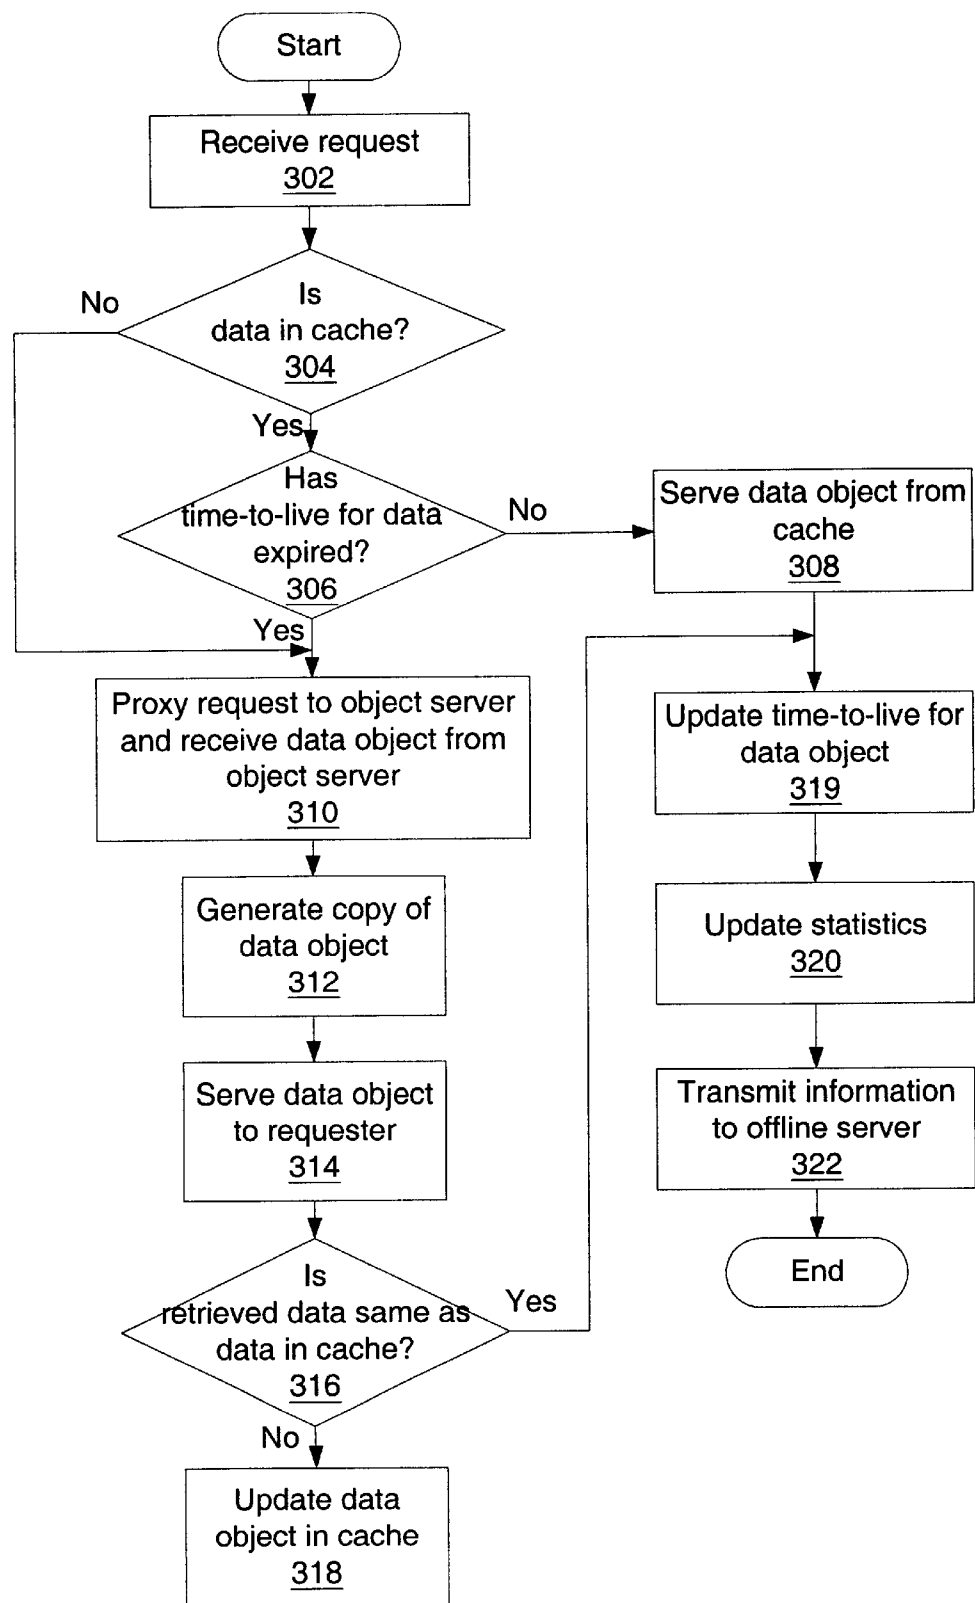 Start
Receive request
302
No
Is
data in cache?
304
Yes
Has
time-to-live for data
expired?
306
No
Serve data object from
cache
308
Yes
Proxy request to object server
and receive data object from
object server
310
Update time-to-live for
data object
319
Generate copy of
data object
312
Update statistics
320
Serve data object
to requester
314
Transmit information
to offline server
322
Is
retrieved data same as
data in cache?
316
Yes
End
No
Update data
object in cache
318